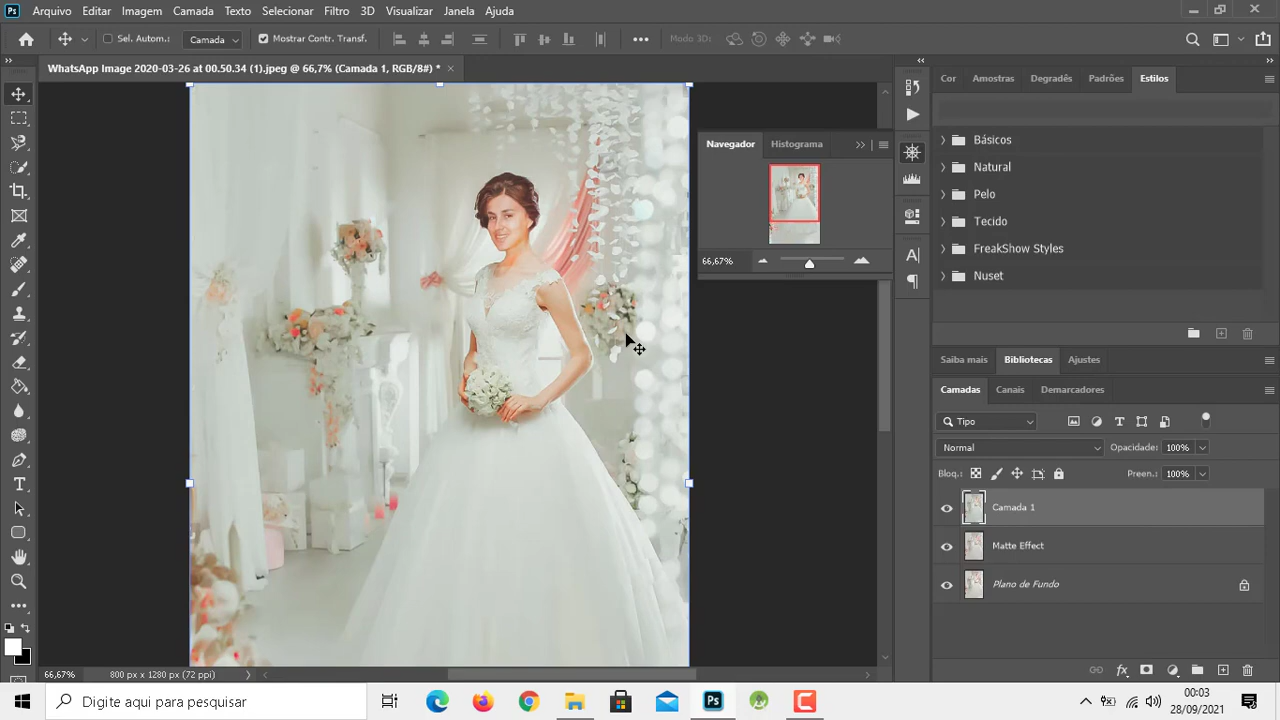 Ps Arquivo Editar Imagem Camada Texto Selecionar Filtro 3D Visualizar Janela Ajuda
Sel. Autom.: Camada Mostrar Contr. Transf. ••• Modo 3D:
WhatsApp Image 2020-03-26 at 00.50.34 (1).jpeg @ 66,7% (Camada 1, RGB/8#) *
Cor Amostras Degradês Padrões Estilos
Básicos
Natural
Pelo
Tecido
FreakShow Styles
Nuset
Navegador Histograma
66,67%
Saiba mais Bibliotecas Ajustes
Camadas Canais Demarcadores
Tipo
Normal Opacidade: 100%
Bloq.: Preen.: 100%
Camada 1
Matte Effect
Plano de Fundo
66,67% 800 px x 1280 px (72 ppi)
Digite aqui para pesquisar
Ps
00:03
28/09/2021